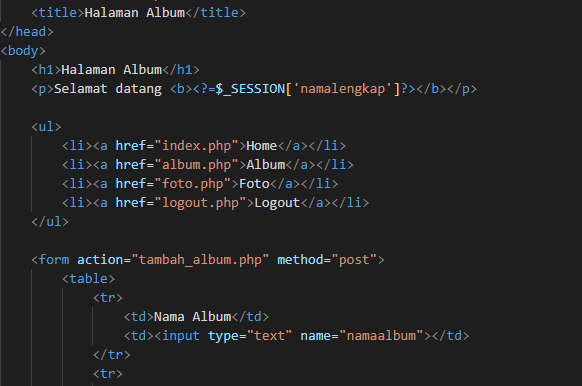 <title>Halaman Album</title>
</head>
<body>
<h1>Halaman Album</h1>
<p>Selamat datang <b><?=$_SESSION['namalengkap']?></b></p>
<ul>
<li><a href="index.php">Home</a></li>
<li><a href="album.php">Album</a></li>
<li><a href="foto.php">Foto</a></li>
<li><a href="logout.php">Logout</a></li>
</ul>
<form action="tambah_album.php" method="post">
<table>
<tr>
<td>Nama Album</td>
<td><input type="text" name="namaalbum"></td>
</tr>
<tr>